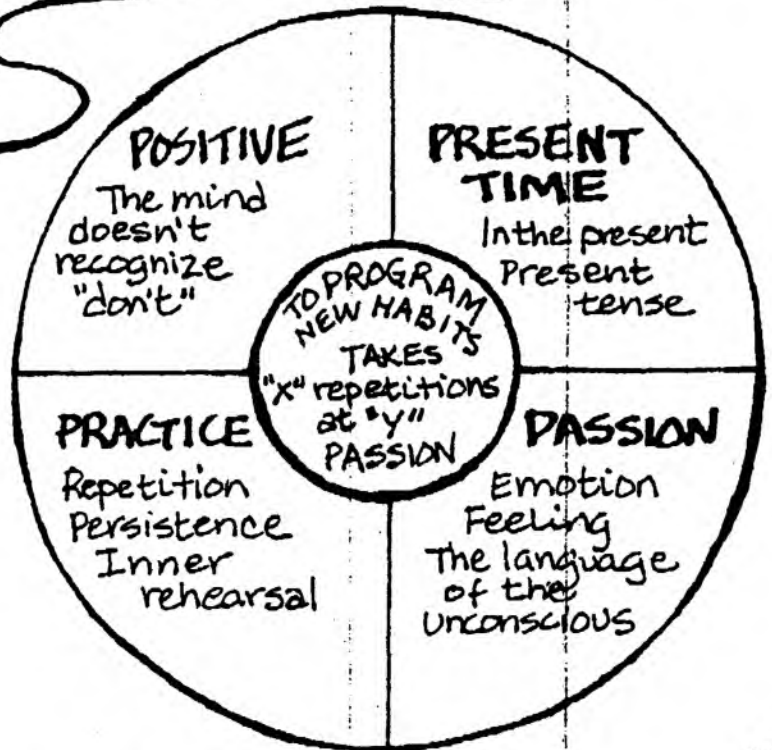 POSITIVE
The mind
doesn't
recognize
"don't"
PRESENT
TIME
In the present
Present
tense
TO PROGRAM
NEW HABITS
TAKES
"x" repetitions
at "y"
PASSION
PRACTICE
Repetition
Persistence
Inner
rehearsal
PASSION
Emotion
Feeling
The language
of the
unconscious